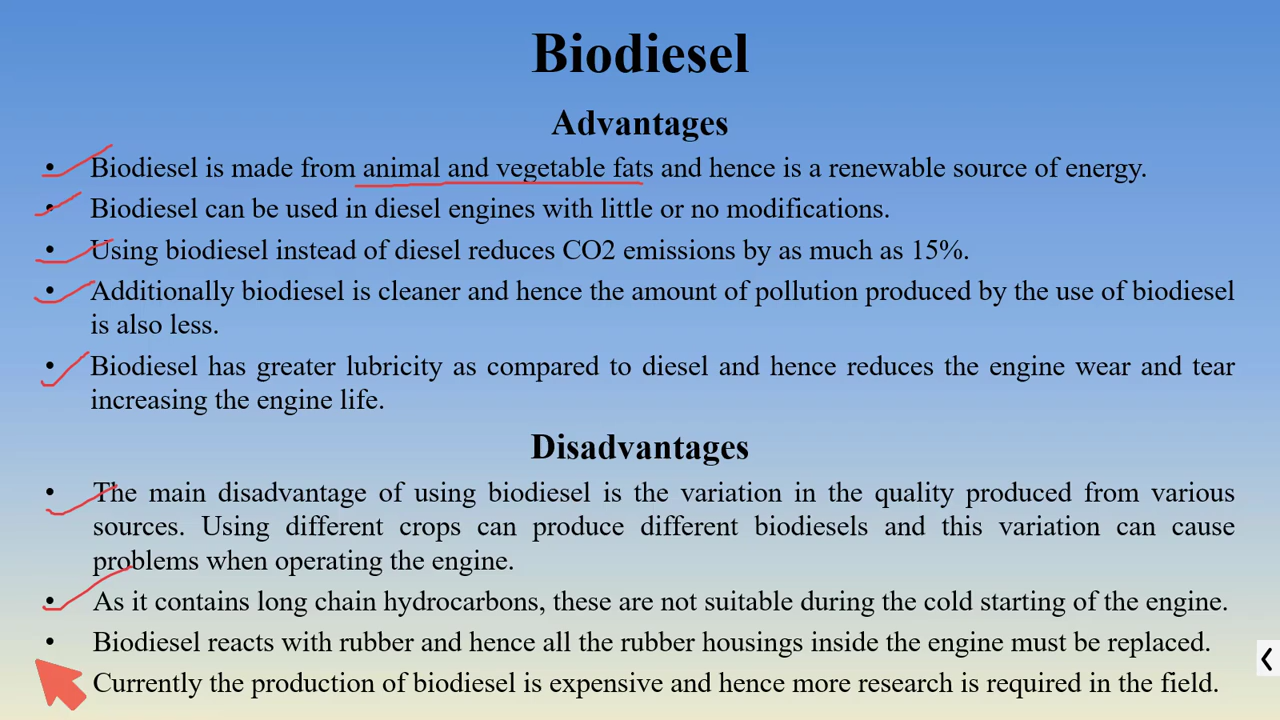 Biodiesel
Advantages
• Biodiesel is made from animal and vegetable fats and hence is a renewable source of energy.
• Biodiesel can be used in diesel engines with little or no modifications.
• Using biodiesel instead of diesel reduces CO2 emissions by as much as 15%.
• Additionally biodiesel is cleaner and hence the amount of pollution produced by the use of biodiesel
is also less.
• Biodiesel has greater lubricity as compared to diesel and hence reduces the engine wear and tear
increasing the engine life.
Disadvantages
• The main disadvantage of using biodiesel is the variation in the quality produced from various
sources. Using different crops can produce different biodiesels and this variation can cause
problems when operating the engine.
• As it contains long chain hydrocarbons, these are not suitable during the cold starting of the engine.
• Biodiesel reacts with rubber and hence all the rubber housings inside the engine must be replaced.
Currently the production of biodiesel is expensive and hence more research is required in the field.